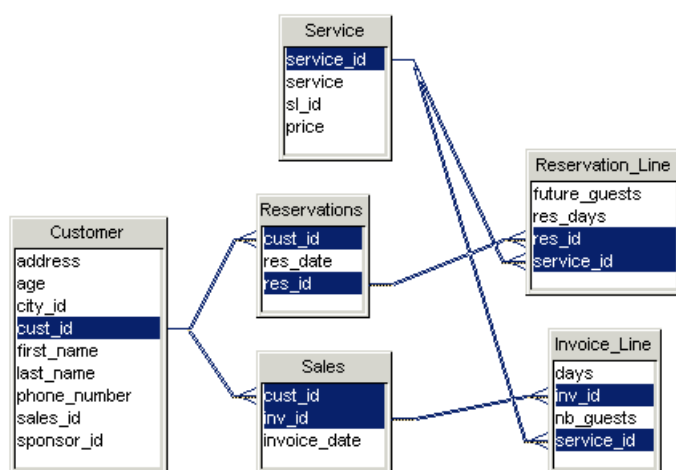 Service
service_id
service
sl_id
price
Reservation_Line
future_guests
res_days
res_id
service_id
Reservations
cust_id
res_date
res_id
Customer
address
age
city_id
cust_id
first_name
last_name
phone_number
sales_id
sponsor_id
Sales
cust_id
inv_id
invoice_date
Invoice_Line
days
inv_id
nb_guests
service_id